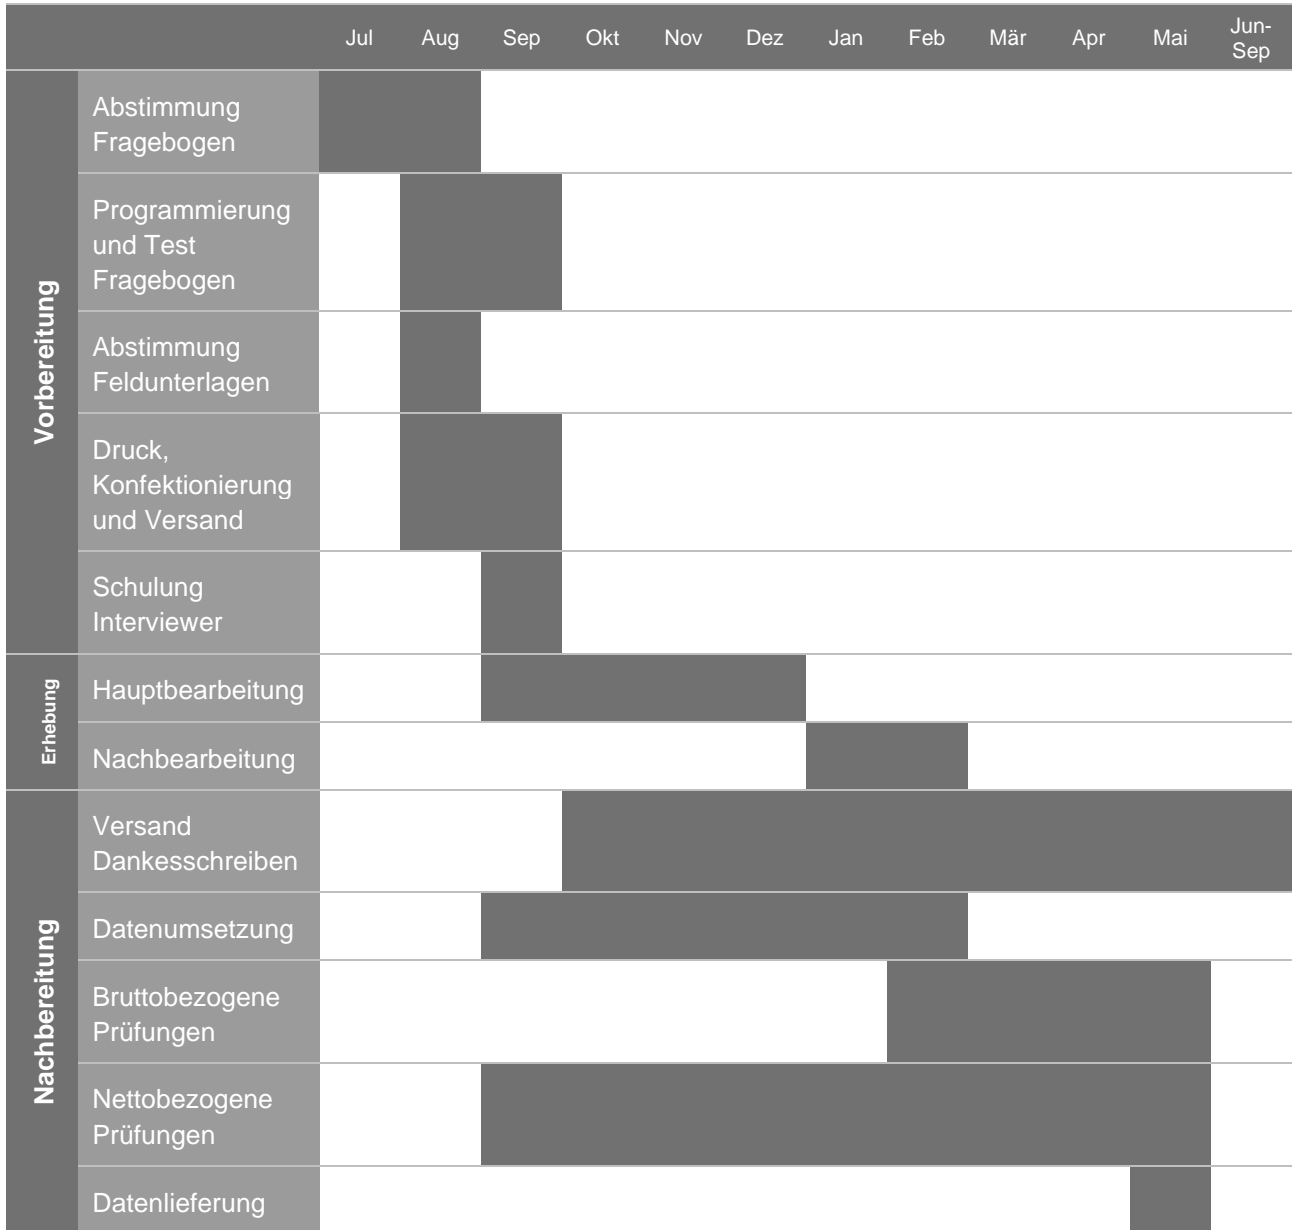 Jul Aug Sep Okt Nov Dez Jan Feb Mär Apr Mai Jun-
Sep
Vorbereitung
Abstimmung
Fragebogen
Programmierung
und Test
Fragebogen
Abstimmung
Feldunterlagen
Druck,
Konfektionierung
und Versand
Schulung
Interviewer
Erhebung
Hauptbearbeitung
Nachbearbeitung
Nachbereitung
Versand
Dankesschreiben
Datenumsetzung
Bruttobezogene
Prüfungen
Nettobezogene
Prüfungen
Datenlieferung